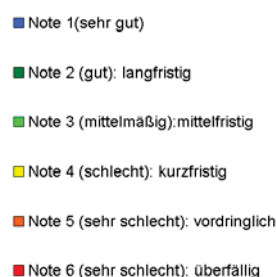 Note 1(sehr gut)
Note 2 (gut): langfristig
Note 3 (mittelmäßig):mittelfristig
Note 4 (schlecht): kurzfristig
Note 5 (sehr schlecht): vordringlich
Note 6 (sehr schlecht): überfällig